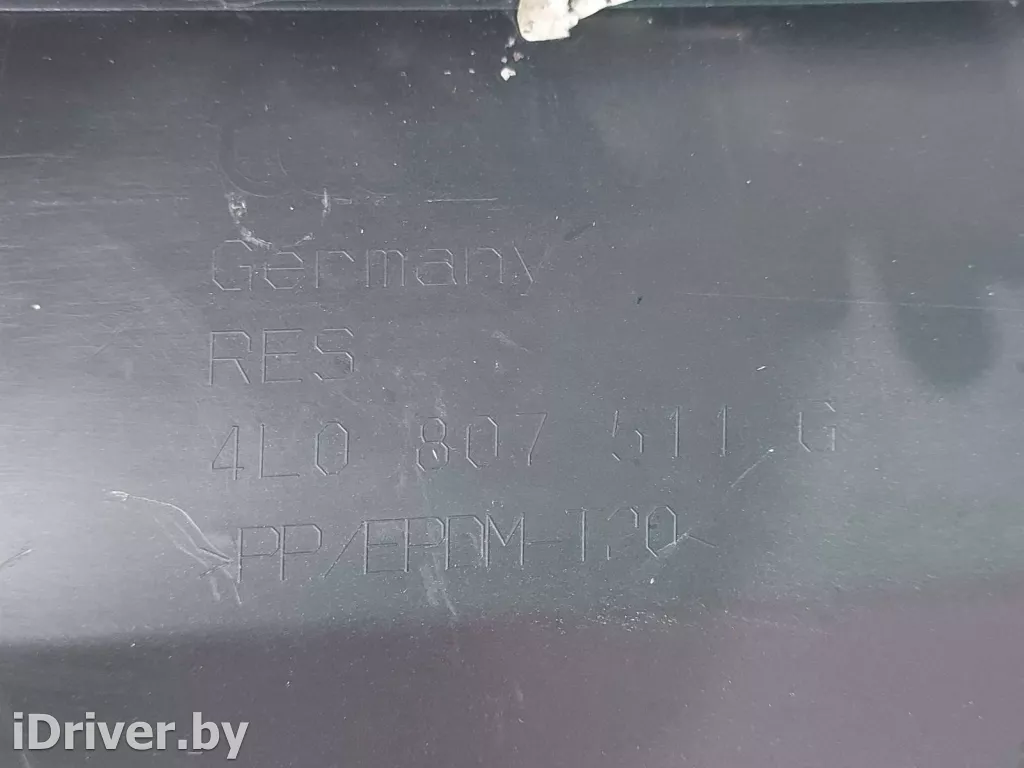 Germany
RES
4L0 807 511 G
>PP/EPDM-T20<
iDriver.by